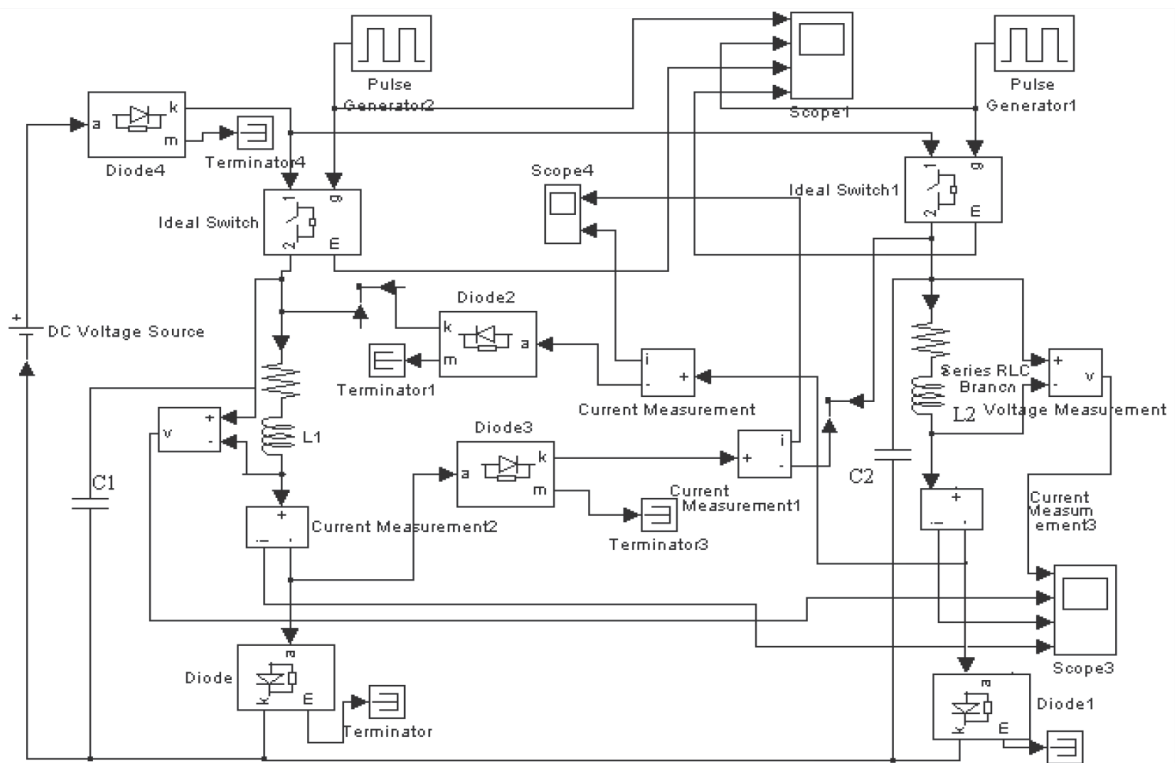 Pulse
Generator2
Scope1
Pulse
Generator1
a
k
m
Diode4
Terminator4
Scope4
Ideal Switch
1
g
2
m
Ideal Switch1
1
g
2
m
+
DC Voltage Source
Diode2
k
m
a
Terminator1
i
-
+
Current Measurement
Series RLC
Branch
L2
+
-
v
Voltage Measurement
v
+
-
L1
Diode3
a
k
m
+
i
-
Current
Measurement1
C1
C2
+
i
-
Current Measurement2
Terminator3
+
i
-
Current
Measurem
ement3
Scope3
Diode
a
k
m
Terminator
a
k
m
Diode1